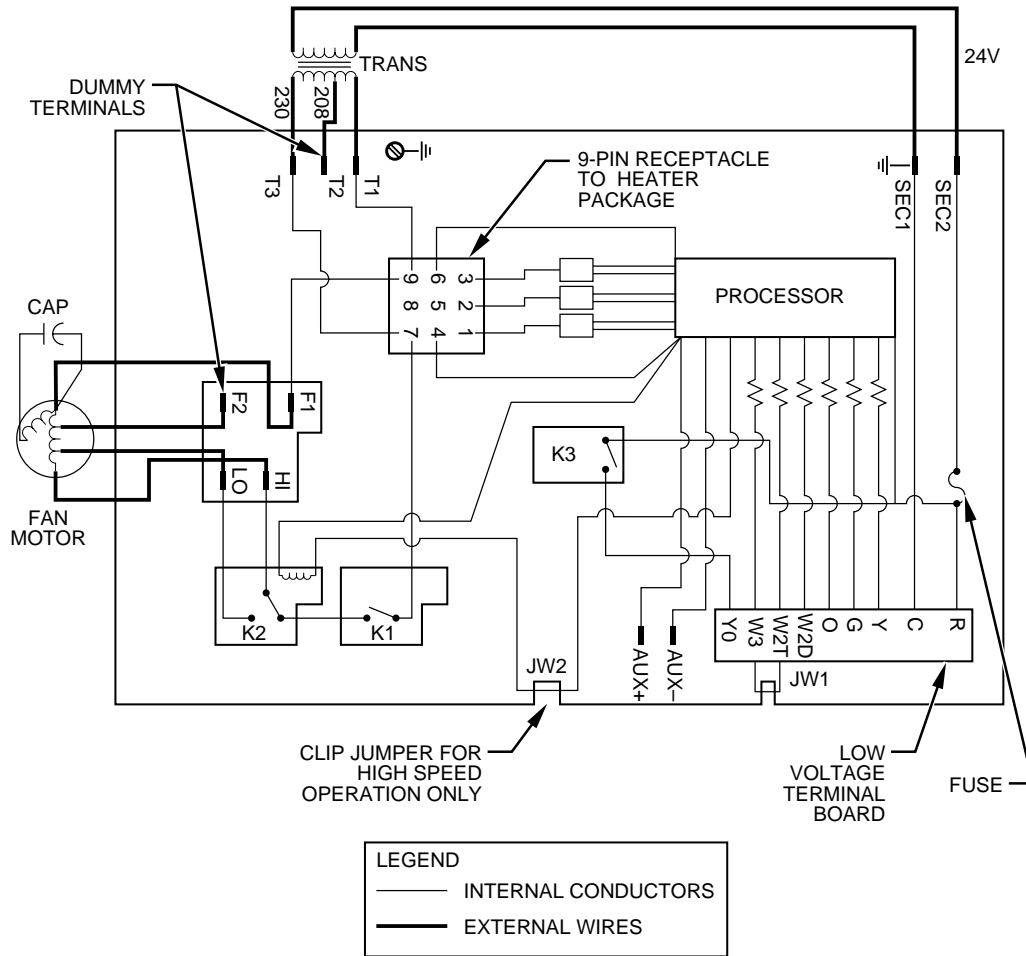 TRANS
24V
DUMMY
TERMINALS
230
208
T3
T2
T1
9-PIN RECEPTACLE
TO HEATER
PACKAGE
SEC1
SEC2
9 6 3
8 5 2
7 4 1
PROCESSOR
CAP
F2
F1
LO
HI
FAN
MOTOR
K3
K2
K1
AUX+
AUX–
Y0
W3
W2T
W2D
O
G
Y
C
R
JW2
JW1
CLIP JUMPER FOR
HIGH SPEED
OPERATION ONLY
LOW
VOLTAGE
TERMINAL
BOARD
FUSE
LEGEND
INTERNAL CONDUCTORS
EXTERNAL WIRES